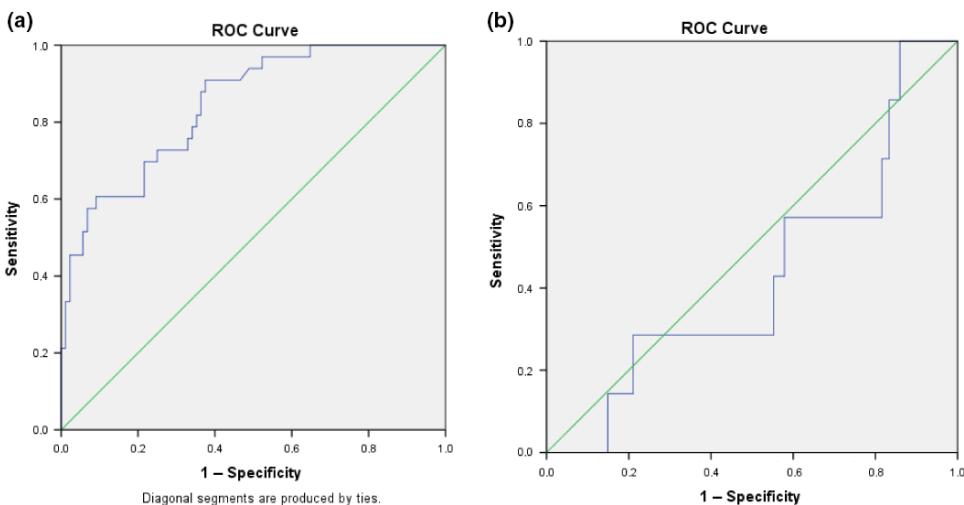 (a)
ROC Curve
1.0
0.8
0.6
0.4
0.2
0.0
Sensitivity
0.0 0.2 0.4 0.6 0.8 1.0
1 – Specificity
Diagonal segments are produced by ties.
(b)
ROC Curve
1.0
0.8
0.6
0.4
0.2
0.0
Sensitivity
0.0 0.2 0.4 0.6 0.8 1.0
1 – Specificity